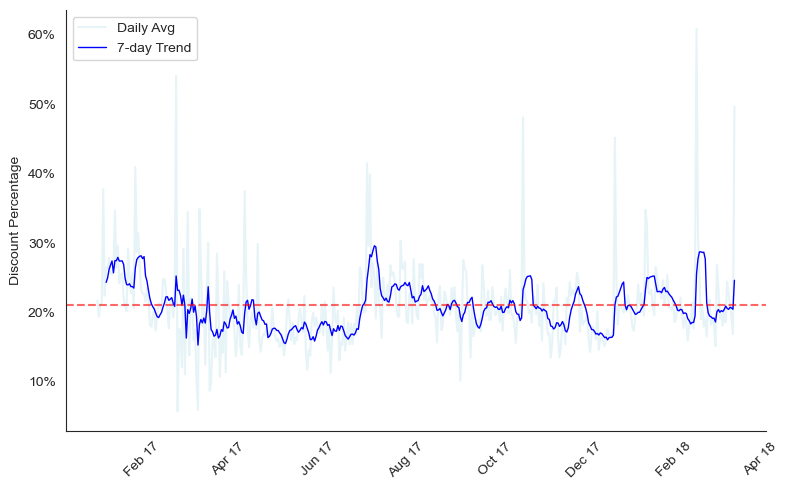 Daily Avg
7-day Trend
Discount Percentage
60%
50%
40%
30%
20%
10%
Feb 17
Apr 17
Jun 17
Aug 17
Oct 17
Dec 17
Feb 18
Apr 18